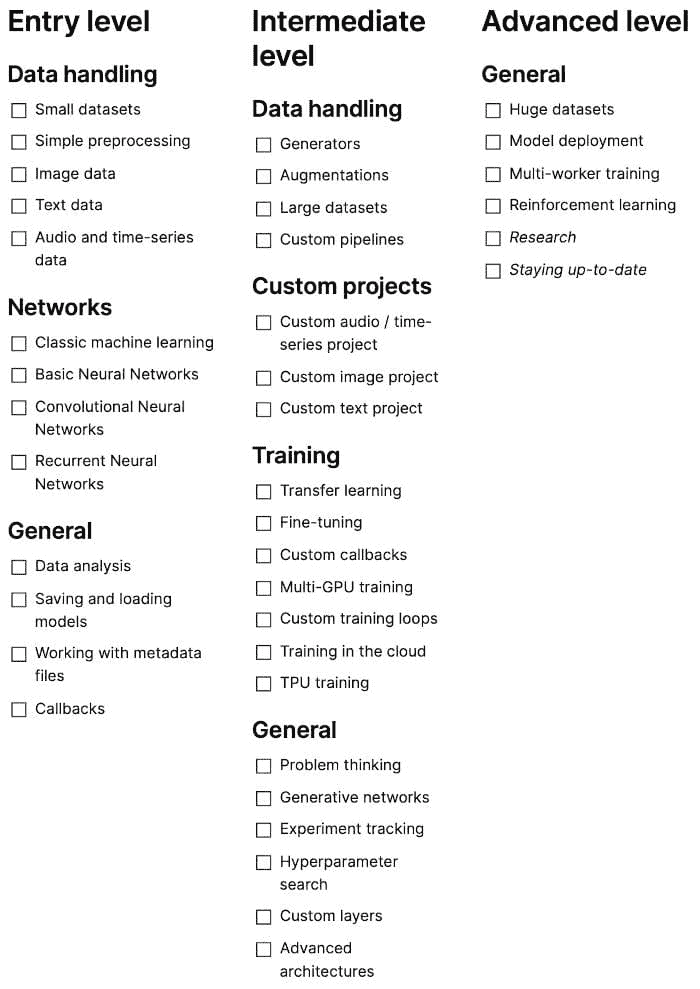 Entry level
Data handling
Small datasets
Simple preprocessing
Image data
Text data
Audio and time-series
data
Networks
Classic machine learning
Basic Neural Networks
Convolutional Neural
Networks
Recurrent Neural
Networks
General
Data analysis
Saving and loading
models
Working with metadata
files
Callbacks
Intermediate
level
Data handling
Generators
Augmentations
Large datasets
Custom pipelines
Custom projects
Custom audio / time-
series project
Custom image project
Custom text project
Training
Transfer learning
Fine-tuning
Custom callbacks
Multi-GPU training
Custom training loops
Training in the cloud
TPU training
General
Problem thinking
Generative networks
Experiment tracking
Hyperparameter
search
Custom layers
Advanced
architectures
Advanced level
General
Huge datasets
Model deployment
Multi-worker training
Reinforcement learning
Research
Staying up-to-date